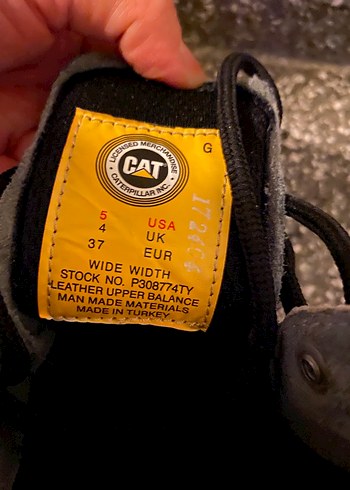 LICENSED MERCHANDISE
CAT
CATERPILLAR INC.
G
5 USA
4 UK
37 EUR
WIDE WIDTH
STOCK NO. P308774TY
LEATHER UPPER BALANCE
MAN MADE MATERIALS
MADE IN TURKEY